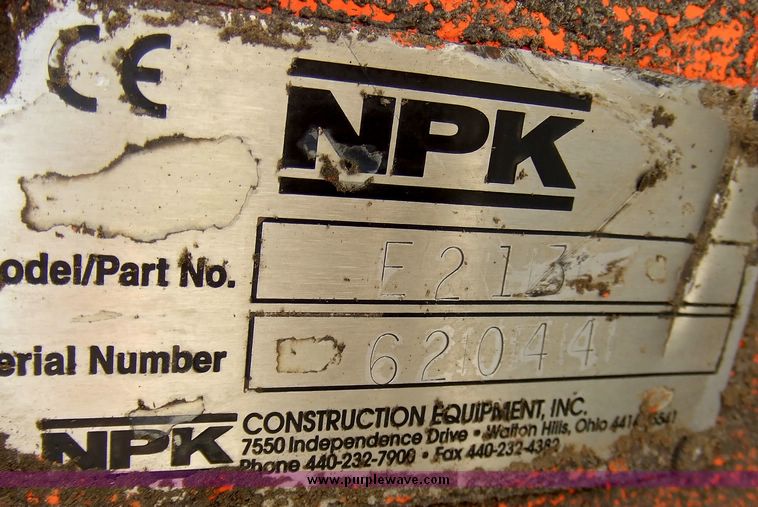 CE
NPK
odel/Part No. E213
erial Number 62044
NPK CONSTRUCTION EQUIPMENT, INC.
7550 Independence Drive • Walton Hills, Ohio
Phone 440-232-7900 • Fax 440-232-4382
www.purplewave.com